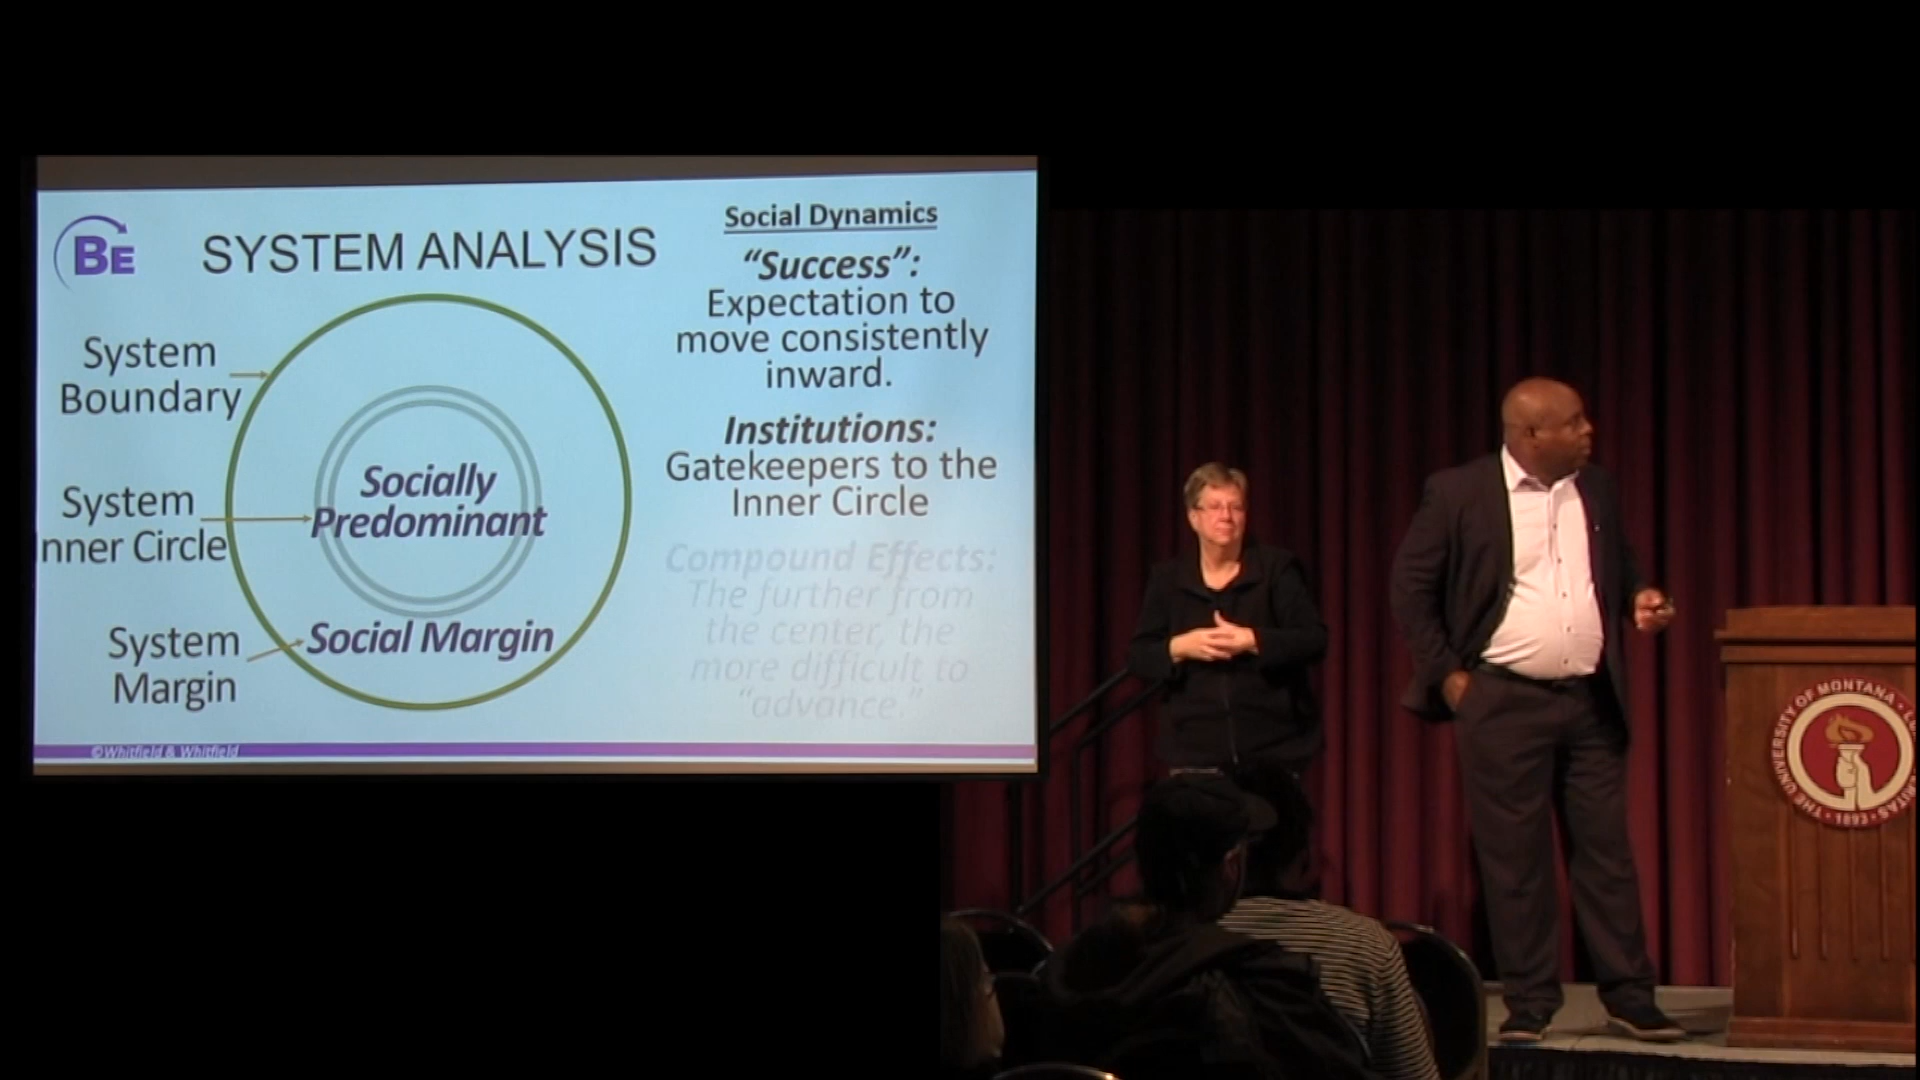 BE
SYSTEM ANALYSIS
System
Boundary
System
nner Circle
System
Margin
Socially
Predominant
Social Margin
Social Dynamics
“Success”:
Expectation to
move consistently
inward.
Institutions:
Gatekeepers to the
Inner Circle
Compound Effects:
The further from
the center, the
more difficult to
“advance.”
©Whitfield & Whitfield
THE UNIVERSITY OF MONTANA
1893